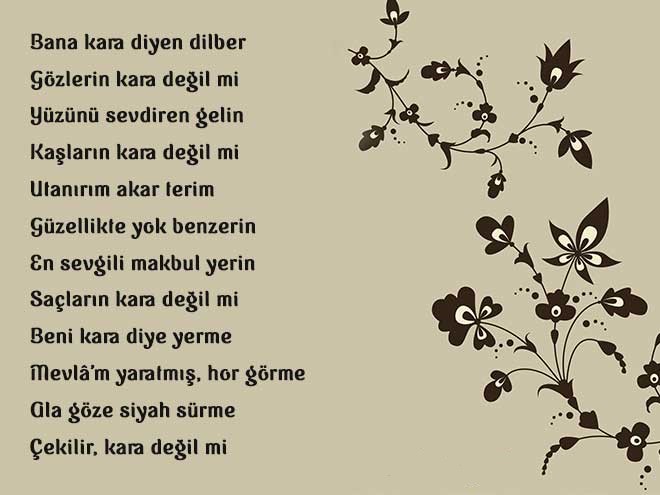 Bana kara diyen dilber
Gözlerin kara değil mi
Yüzünü sevdiren gelin
Kaşların kara değil mi
Utanırım akar terim
Güzellikte yok benzerin
En sevgili makbul yerin
Saçların kara değil mi
Beni kara diye yerme
Mevlâ'm yaratmış, hor görme
Ala göze siyah sürme
Çekilir, kara değil mi